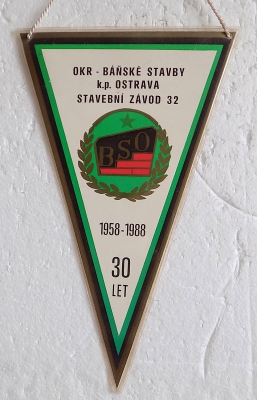 OKR - BÁŇSKÉ STAVBY
k.p. OSTRAVA
STAVEBNÍ ZÁVOD 32
BSO
1958-1988
30
LET